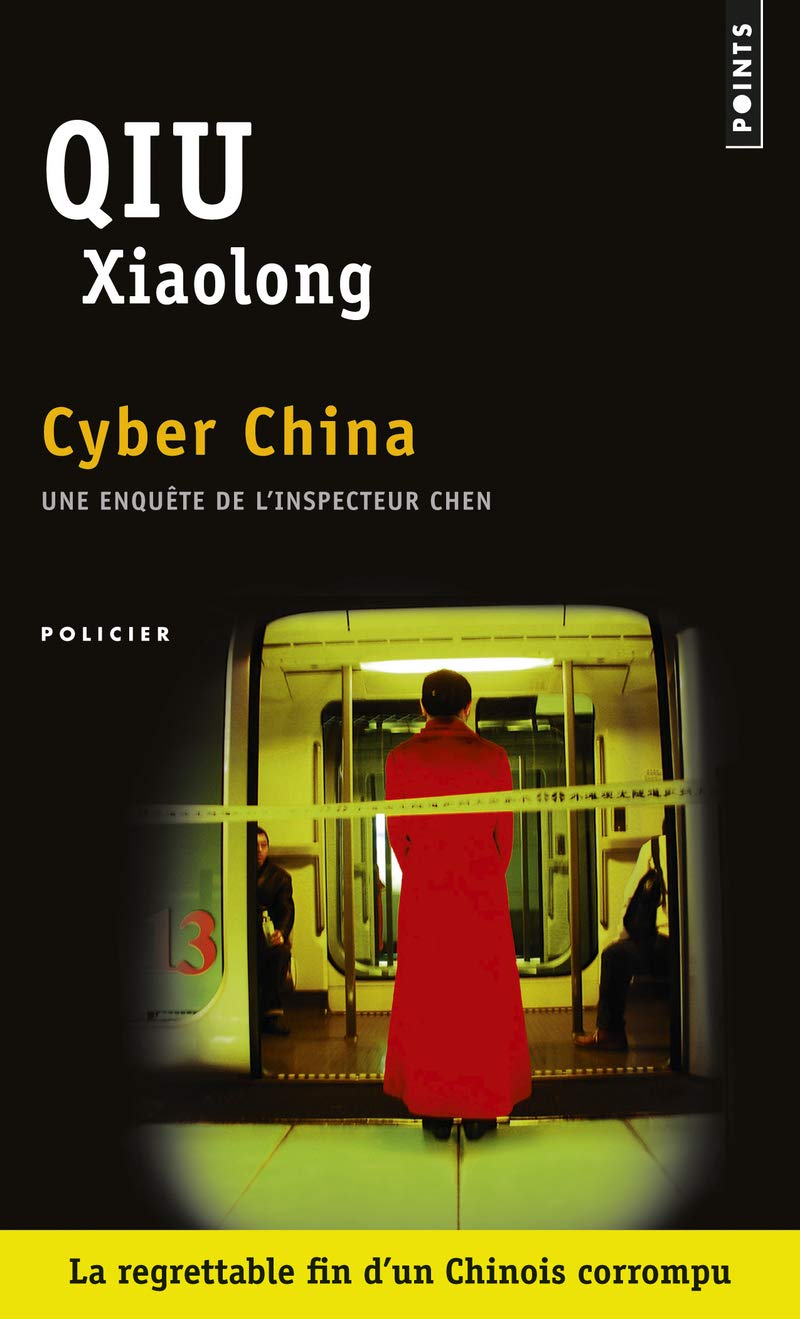 POINTS
QIU
Xiaolong
Cyber China
UNE ENQUÊTE DE L'INSPECTEUR CHEN
POLICIER
13
La regrettable fin d'un Chinois corrompu